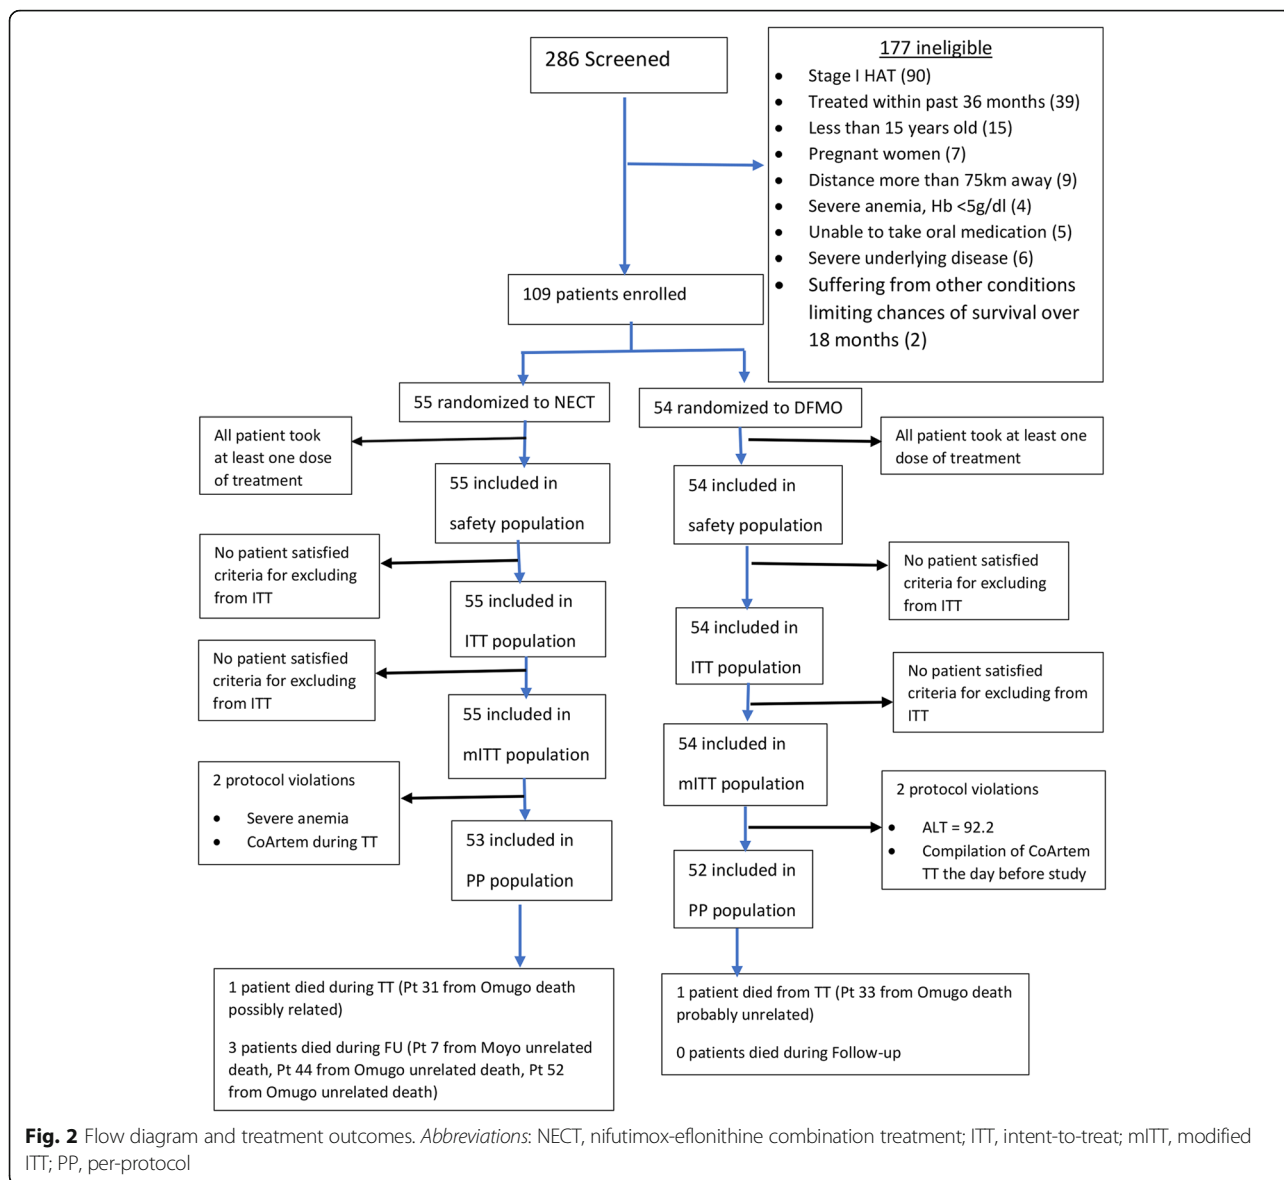 286 Screened
177 ineligible
• Stage I HAT (90)
• Treated within past 36 months (39)
• Less than 15 years old (15)
• Pregnant women (7)
• Distance more than 75km away (9)
• Severe anemia, Hb <5g/dl (4)
• Unable to take oral medication (5)
• Severe underlying disease (6)
• Suffering from other conditions
limiting chances of survival over
18 months (2)
109 patients enrolled
55 randomized to NECT
54 randomized to DFMO
All patient took
at least one
dose of
of treatment
All patient took at least one
dose of treatment
55 included in
safety population
54 included in
safety population
No patient satisfied
criteria for excluding
from ITT
No patient satisfied
criteria for excluding
from ITT
55 included in
ITT population
54 included in
ITT population
No patient satisfied
criteria for excluding
from ITT
No patient satisfied
criteria for excluding from
ITT
55 included in
mITT population
54 included in
mITT population
2 protocol violations
• Severe anemia
• CoArtem during TT
2 protocol violations
• ALT = 92.2
• Compilation of CoArtem
TT the day before study
53 included in
PP population
52 included in
PP population
1 patient died during TT (Pt 31 from Omugo death
possibly related)
3 patients died during FU (Pt 7 from Moyo unrelated
death, Pt 44 from Omugo unrelated death, Pt 52
from Omugo unrelated death)
1 patient died from TT (Pt 33 from Omugo death
probably unrelated)
0 patients died during Follow-up
Fig. 2 Flow diagram and treatment outcomes. Abbreviations: NECT, nifutimox-eflonithine combination treatment; ITT, intent-to-treat; mITT, modified
ITT; PP, per-protocol